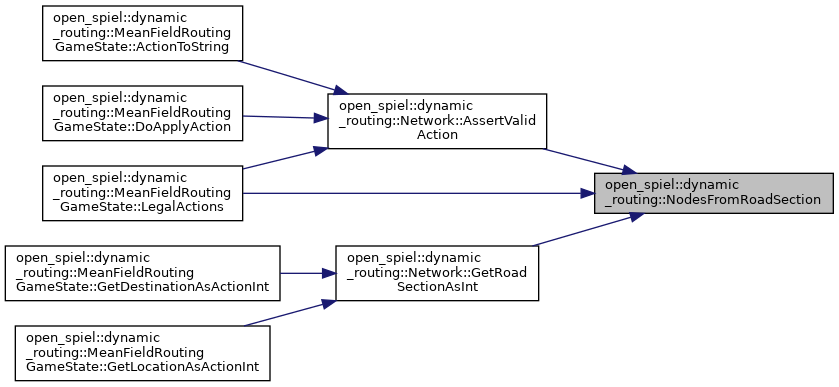 open_spiel::dynamic
_routing::MeanFieldRouting
GameState::ActionToString
open_spiel::dynamic
_routing::MeanFieldRouting
GameState::DoApplyAction
open_spiel::dynamic
_routing::MeanFieldRouting
GameState::LegalActions
open_spiel::dynamic
_routing::MeanFieldRouting
GameState::GetDestinationAsActionInt
open_spiel::dynamic
_routing::MeanFieldRouting
GameState::GetLocationAsActionInt
open_spiel::dynamic
_routing::Network::AssertValid
Action
open_spiel::dynamic
_routing::Network::GetRoad
SectionAsInt
open_spiel::dynamic
_routing::NodesFromRoadSection